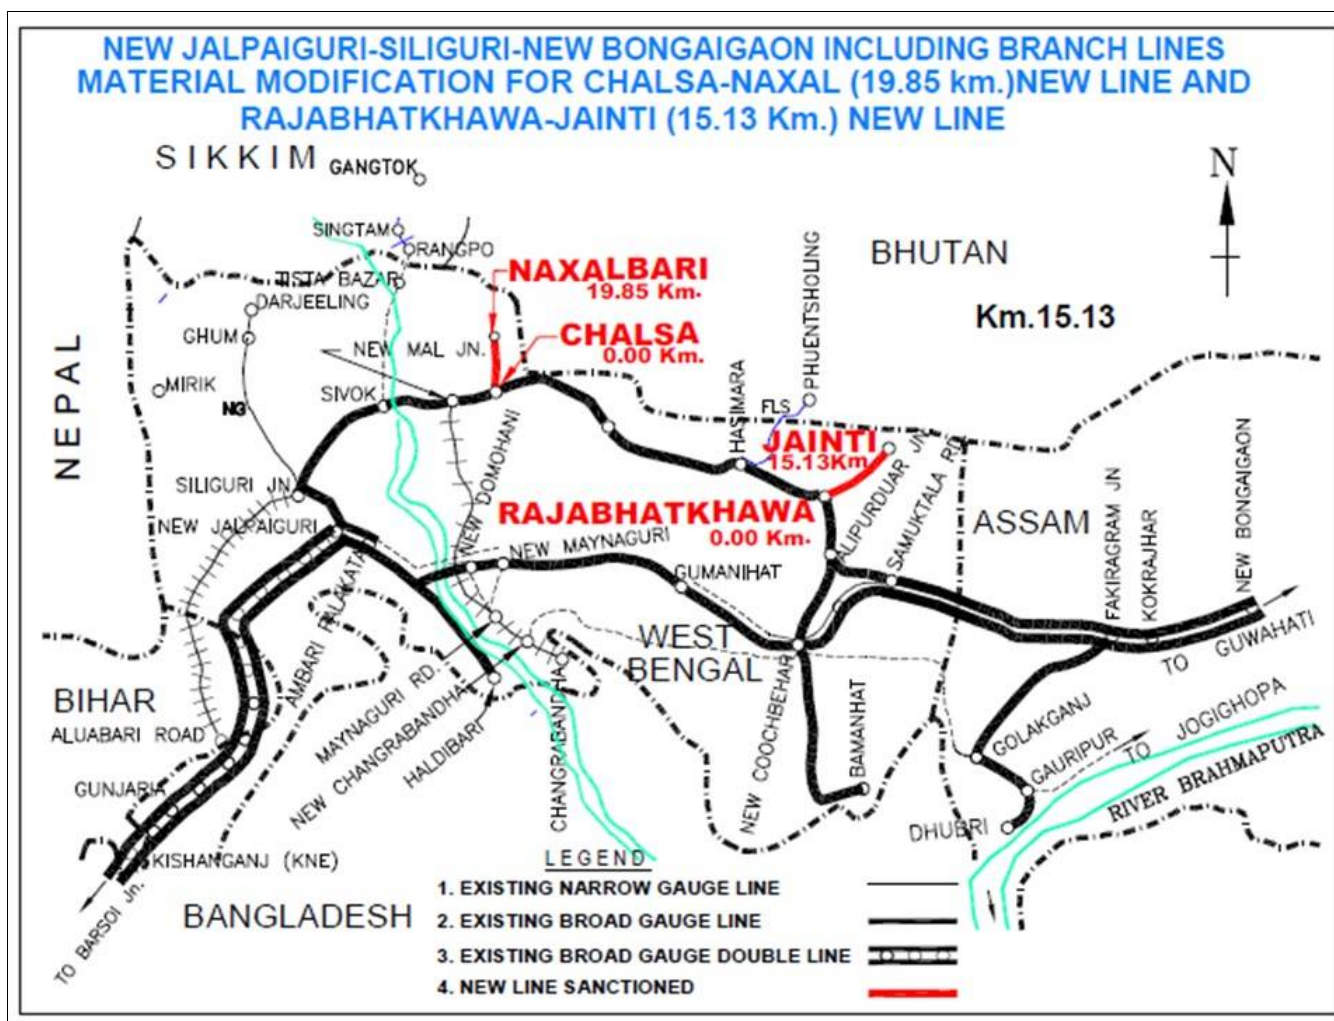 NEW JALPAIGURI-SILIGURI-NEW BONGAIGAON INCLUDING BRANCH LINES
MATERIAL MODIFICATION FOR CHALSA-NAXAL (19.85 km.)NEW LINE AND
RAJABHATKHAWA-JAINTI (15.13 Km.) NEW LINE
SIKKIM
GANGTOK
N
SINGTAM
RANGPO
BHUTAN
TISTA BAZAR
NAXALBARI
19.85 Km.
DARJEELING
PHUENTSHOLING
Km.15.13
GHUM
NEW MAL JN.
CHALSA
0.00 Km.
NEPAL
MIRIK
SIVOK
HASIMARA
FLS
JAINTI
15.13Km
NEW DOMOHANI
ALIPURDUAR JN
SAMUKTALA RD.
SILIGURI JN
NEW JALPAIGURI
RAJABHATKHAWA
0.00 Km.
NEW MAYNAGURI
ASSAM
FAKIRAGRAM JN
KOKRAJHAR
NEW BONGAIGAON
GUMANIHAT
AMBARI FALAKATA
WEST
BENGAL
TO GUWAHATI
BIHAR
ALUABARI ROAD
MAYNAGURI RD.
NEW CHANGRABANDHA
HALDIBARI
CHANGRABANDHA
NEW COOCHBEHAR
BAMANHAT
GOLAKGANJ
GAURIPUR
TO JOGIGHOPA
RIVER BRAHMAPUTRA
GUNJARIA
DHUBRI
KISHANGANJ (KNE)
TO BARSOI Jn.
BANGLADESH
LEGEND
1. EXISTING NARROW GAUGE LINE
2. EXISTING BROAD GAUGE LINE
3. EXISTING BROAD GAUGE DOUBLE LINE
4. NEW LINE SANCTIONED